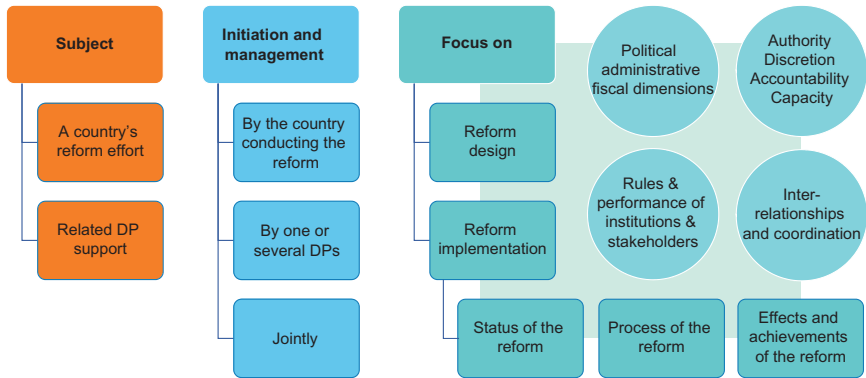 Subject
A country’s
reform effort
Related DP
support
Initiation and
management
By the country
conducting the
reform
By one or
several DPs
Jointly
Focus on
Reform
design
Reform
implementation
Political
administrative
fiscal dimensions
Authority
Discretion
Accountability
Capacity
Rules &
performance of
institutions &
stakeholders
Inter-
relationships
and coordination
Status of the
reform
Process of the
reform
Effects and
achievements
of the reform